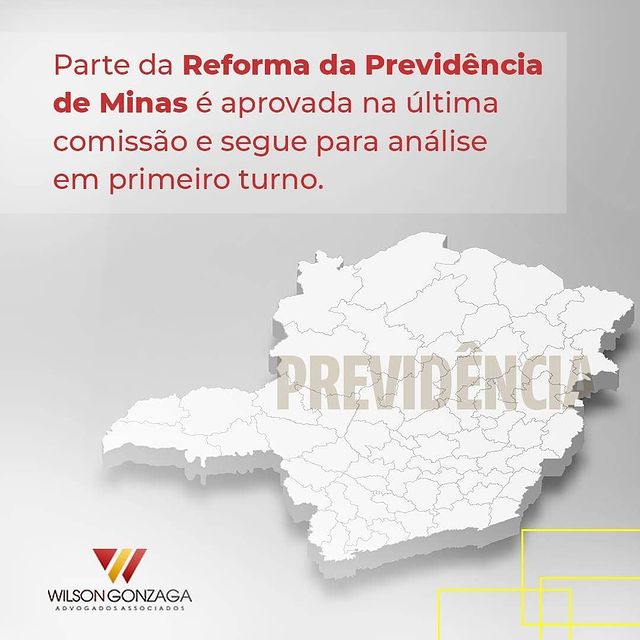 Parte da Reforma da Previdência
de Minas é aprovada na última
comissão e segue para análise
em primeiro turno.
PREVIDÊNCIA
WILSON GONZAGA
ADVOGADOS ASSOCIADOS